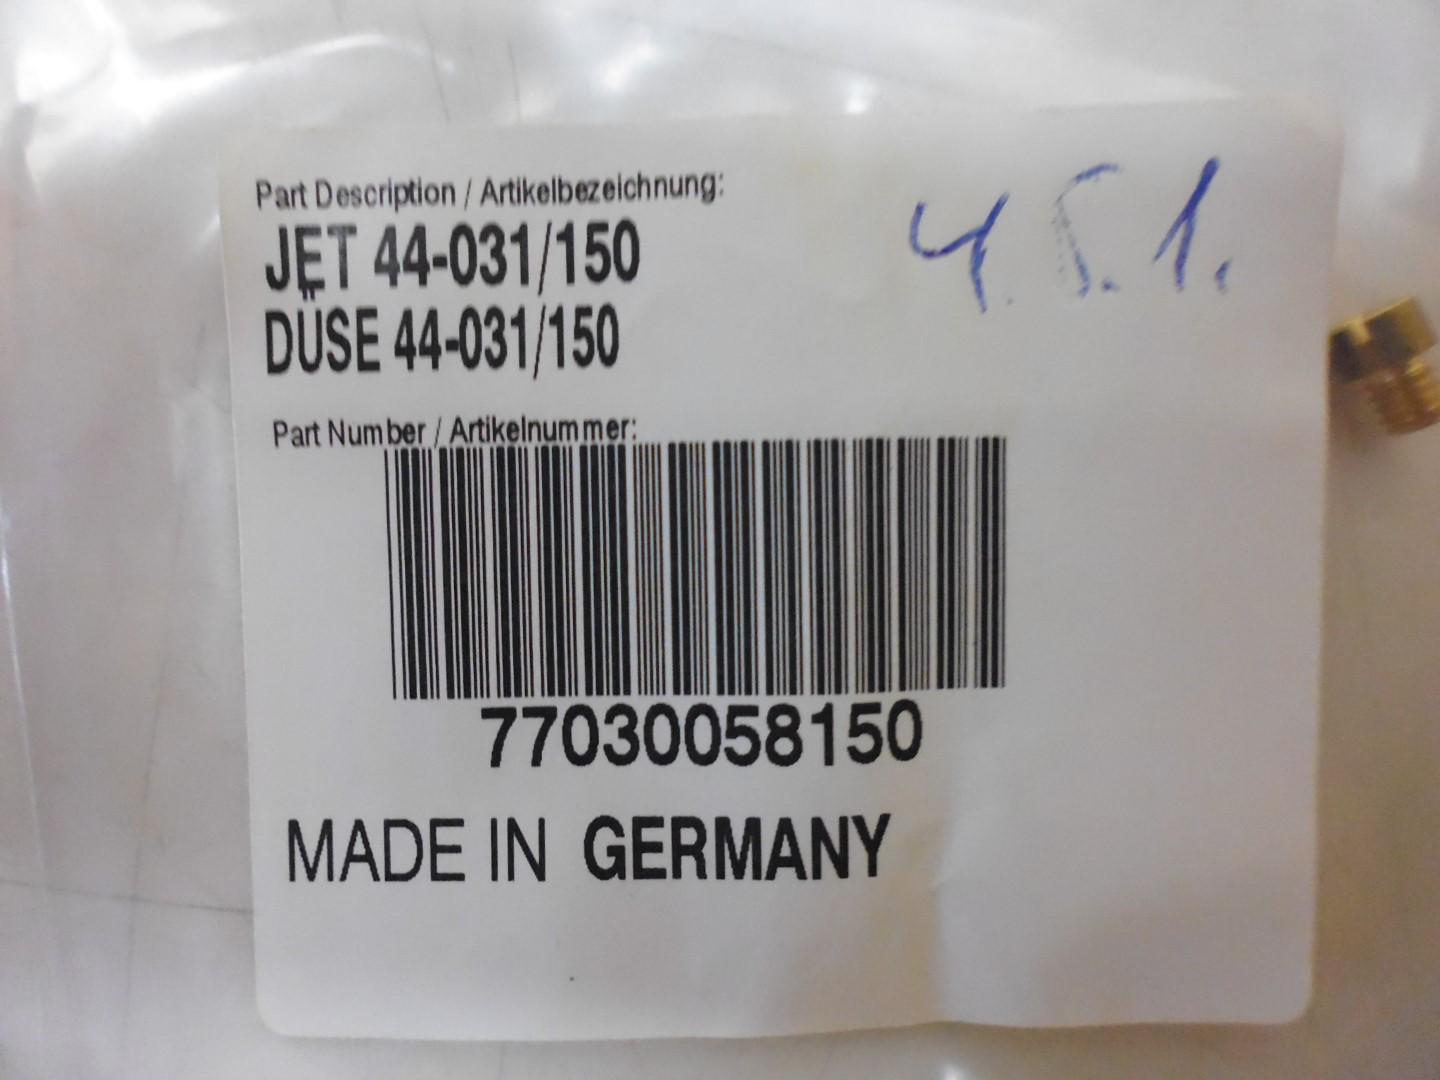 Part Description / Artikelbezeichnung:
JET 44-031/150
DÜSE 44-031/150
4.5.1.
Part Number / Artikelnummer:
77030058150
MADE IN GERMANY